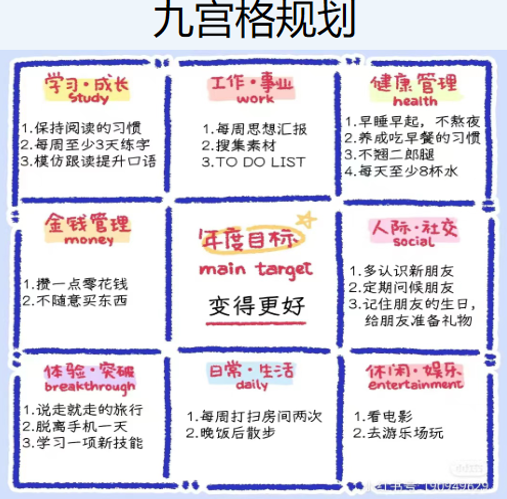 九宫格规划
学习·成长
study
1.保持阅读的习惯
2.每周至少3天练字
3.模仿跟读提升口语
工作·事业
work
1.每周思想汇报
2.搜集素材
3.TO DO LIST
健康管理
health
1.早睡早起，不熬夜
2.养成吃早餐的习惯
3.不翘二郎腿
4.每天至少8杯水
金钱管理
money
1.攒一点零花钱
2.不随意买东西
年度目标
main target
变得更好
人际·社交
social
1.多认识新朋友
2.定期问候朋友
3.记住朋友的生日，
给朋友准备礼物
体验·突破
breakthrough
1.说走就走的旅行
2.脱离手机一天
3.学习一项新技能
日常·生活
daily
1.每周打扫房间两次
2.晚饭后散步
休闲·娱乐
entertainment
1.看电影
2.去游乐场玩